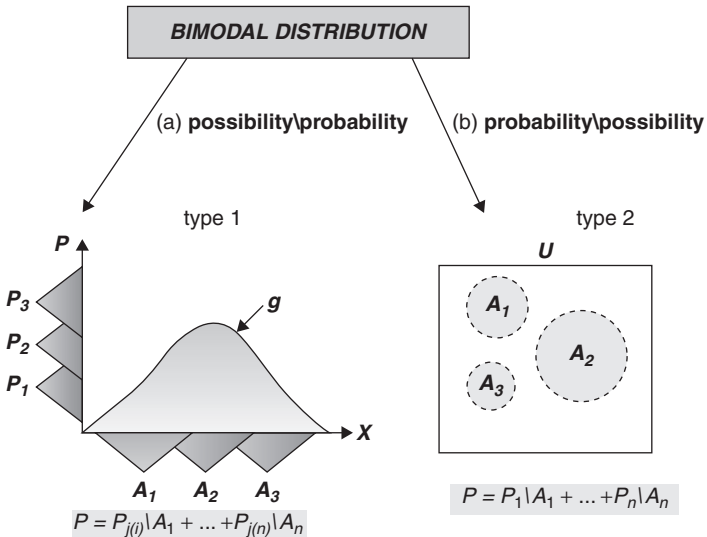 BIMODAL DISTRIBUTION
(a) possibility\probability
(b) probability\possibility
type 1
type 2
P
U
P3
P2
P1
g
A1
A2
A3
X
A1 A2 A3
P = Pj(i)\A1 + ... +Pj(n)\An
P = P1\A1 + ... +Pn\An